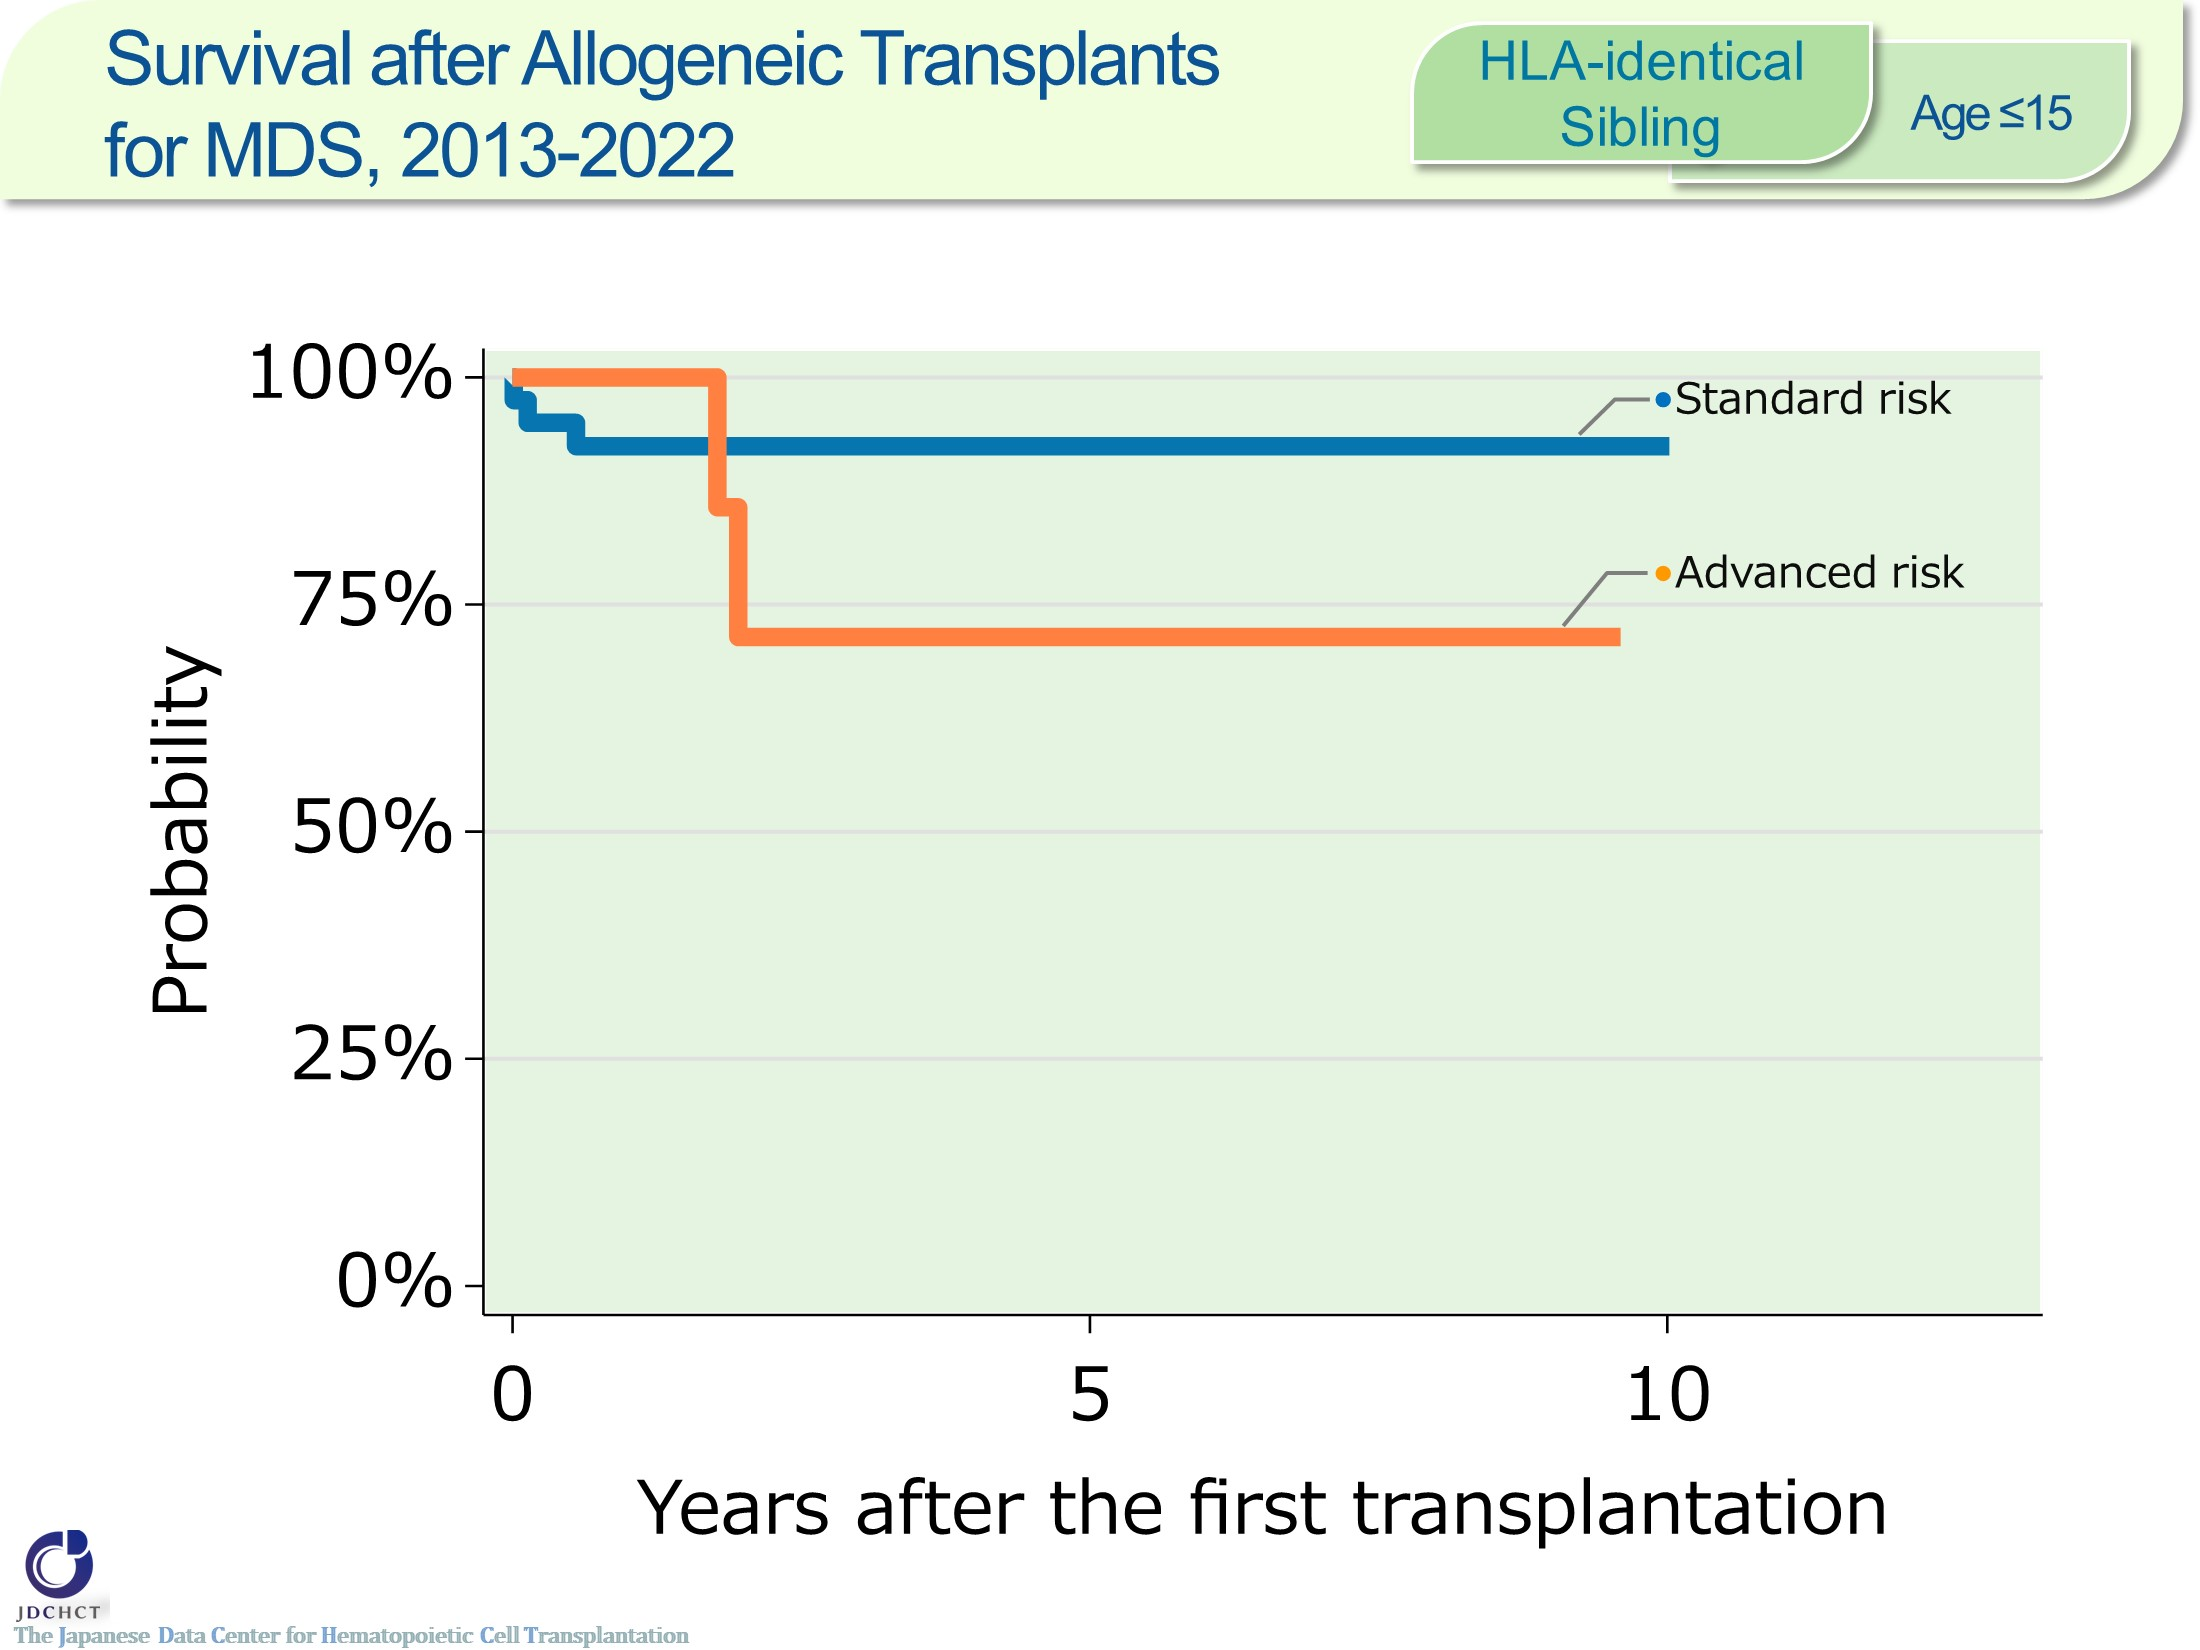 Survival after Allogeneic Transplants
for MDS, 2013-2022
HLA-identical
Sibling
Age ≤15
100%
75%
50%
25%
0%
Probability
Standard risk
Advanced risk
0 5 10
Years after the first transplantation
JDCHCT
The Japanese Data Center for Hematopoietic Cell Transplantation